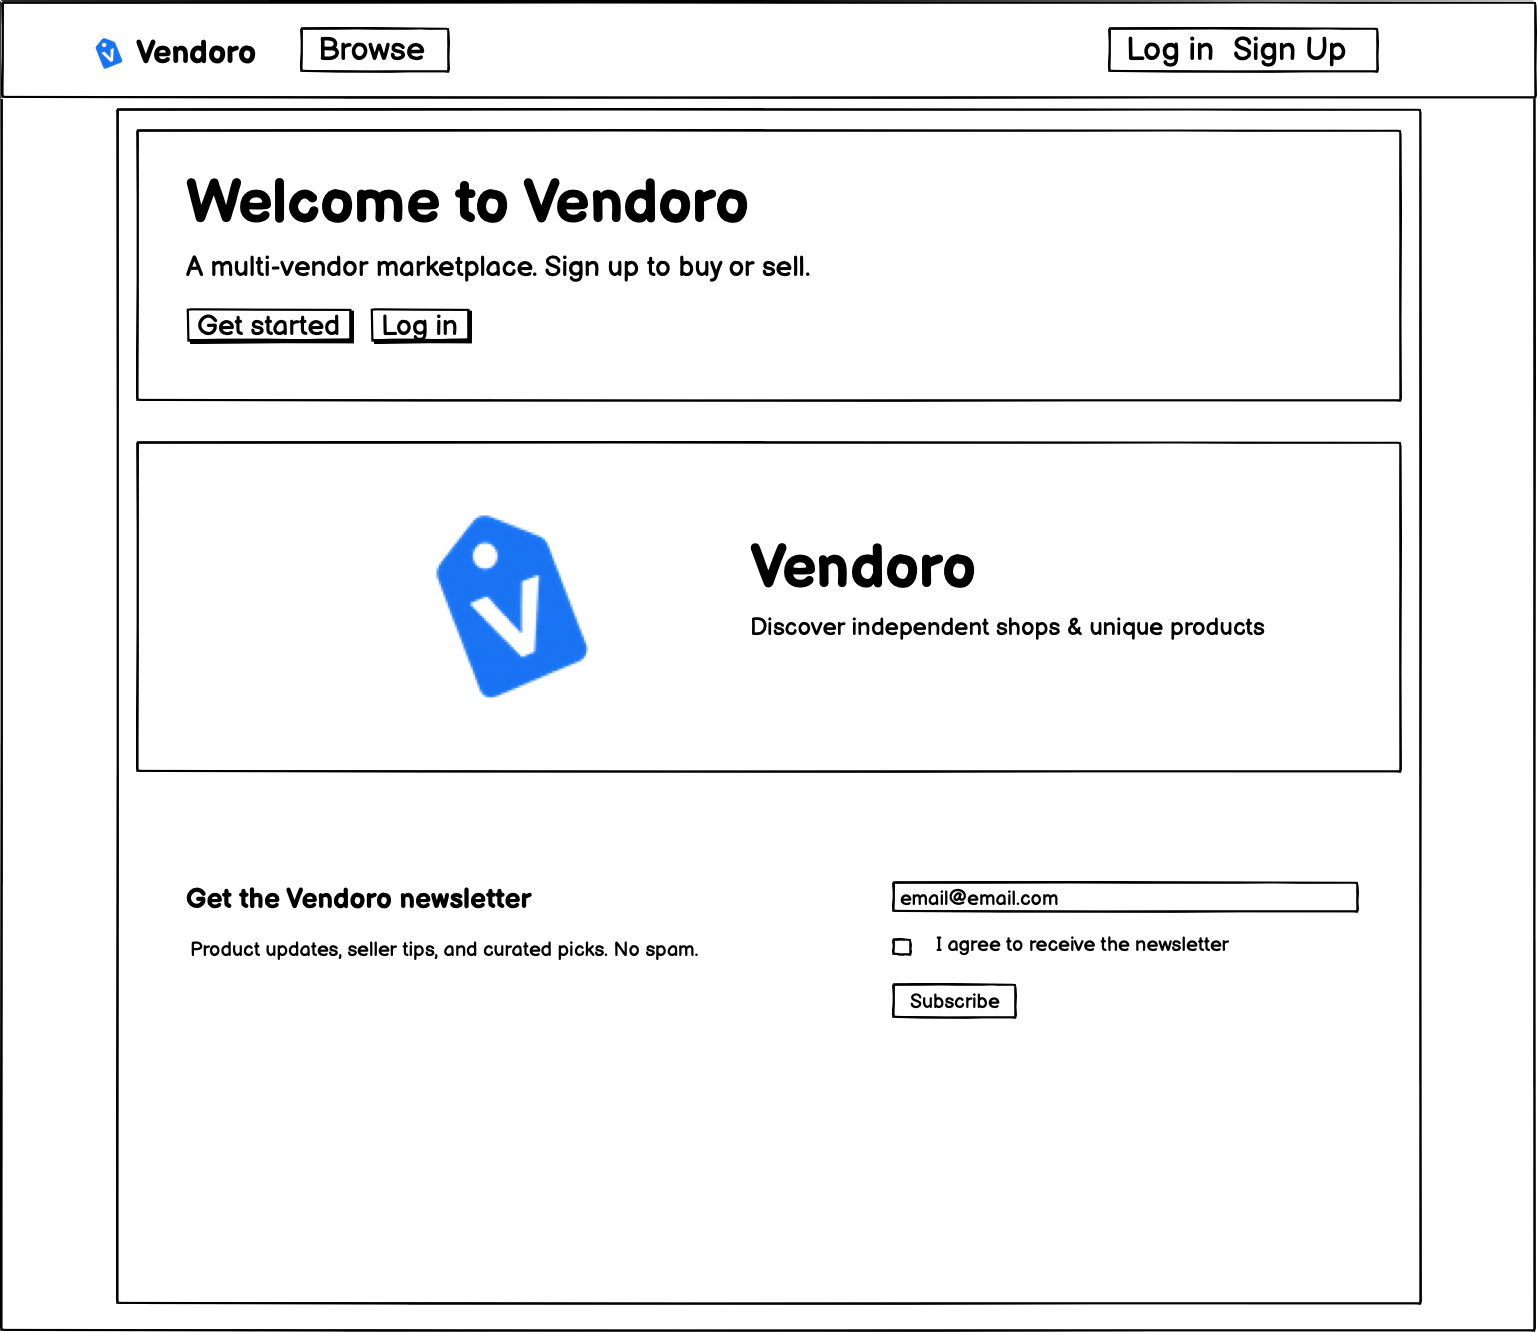 V Vendoro Browse Log in Sign Up
Welcome to Vendoro
A multi-vendor marketplace. Sign up to buy or sell.
Get started Log in
V
Vendoro
Discover independent shops & unique products
Get the Vendoro newsletter
Product updates, seller tips, and curated picks. No spam.
email@email.com
I agree to receive the newsletter
Subscribe